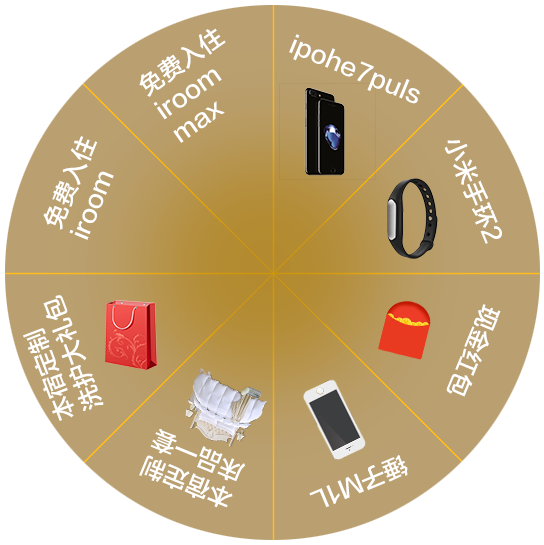 ipohe7puls
小米手环2
现金红包
锤子M1L
本宿定制
床品一套
本宿定制
洗护大礼包
免费入住
iroom
免费入住
iroom
max